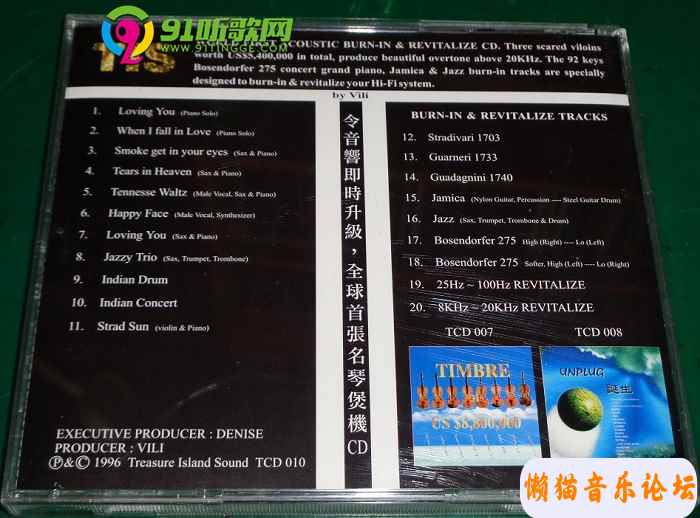 91听歌网
WWW.91TINGGE.COM
TIS
WORLD FIRST ACOUSTIC BURN-IN & REVITALIZE CD. Three scared viloins
worth US$5,400,000 in total, produce beautiful overtone above 20KHz. The 92 keys
Bosendorfer 275 concert grand piano, Jamica & Jazz burn-in tracks are specially
designed to burn-in & revitalize your Hi-Fi system.
by Vili
1. Loving You (Piano Solo)
2. When I fall in Love (Piano Solo)
3. Smoke get in your eyes (Sax & Piano)
4. Tears in Heaven (Sax & Piano)
5. Tennesse Waltz (Male Vocal, Sax & Piano)
6. Happy Face (Male Vocal, Synthesizer)
7. Loving You (Sax & Piano)
8. Jazzy Trio (Sax, Trumpet, Trombone)
9. Indian Drum
10. Indian Concert
11. Strad Sun (violin & Piano)
EXECUTIVE PRODUCER : DENISE
PRODUCER : VILI
Ⓟ&© 1996 Treasure Island Sound TCD 010
令音響即時升級，全球首張名琴煲機CD
BURN-IN & REVITALIZE TRACKS
12. Stradivari 1703
13. Guarneri 1733
14. Guadagnini 1740
15. Jamica (Nylon Guitar, Percussion ---- Steel Guitar Drum)
16. Jazz (Sax, Trumpet, Trombone & Drum)
17. Bosendorfer 275 High (Right) ---- Lo (Left)
18. Bosendorfer 275 Softer, High (Left) ---- Lo (Right)
19. 25Hz ~ 100Hz REVITALIZE
20. 8KHz ~ 20KHz REVITALIZE
TCD 007 TCD 008
TIMBRE
US $8,800,000
UNPLUG
誕生
懒猫音乐论坛